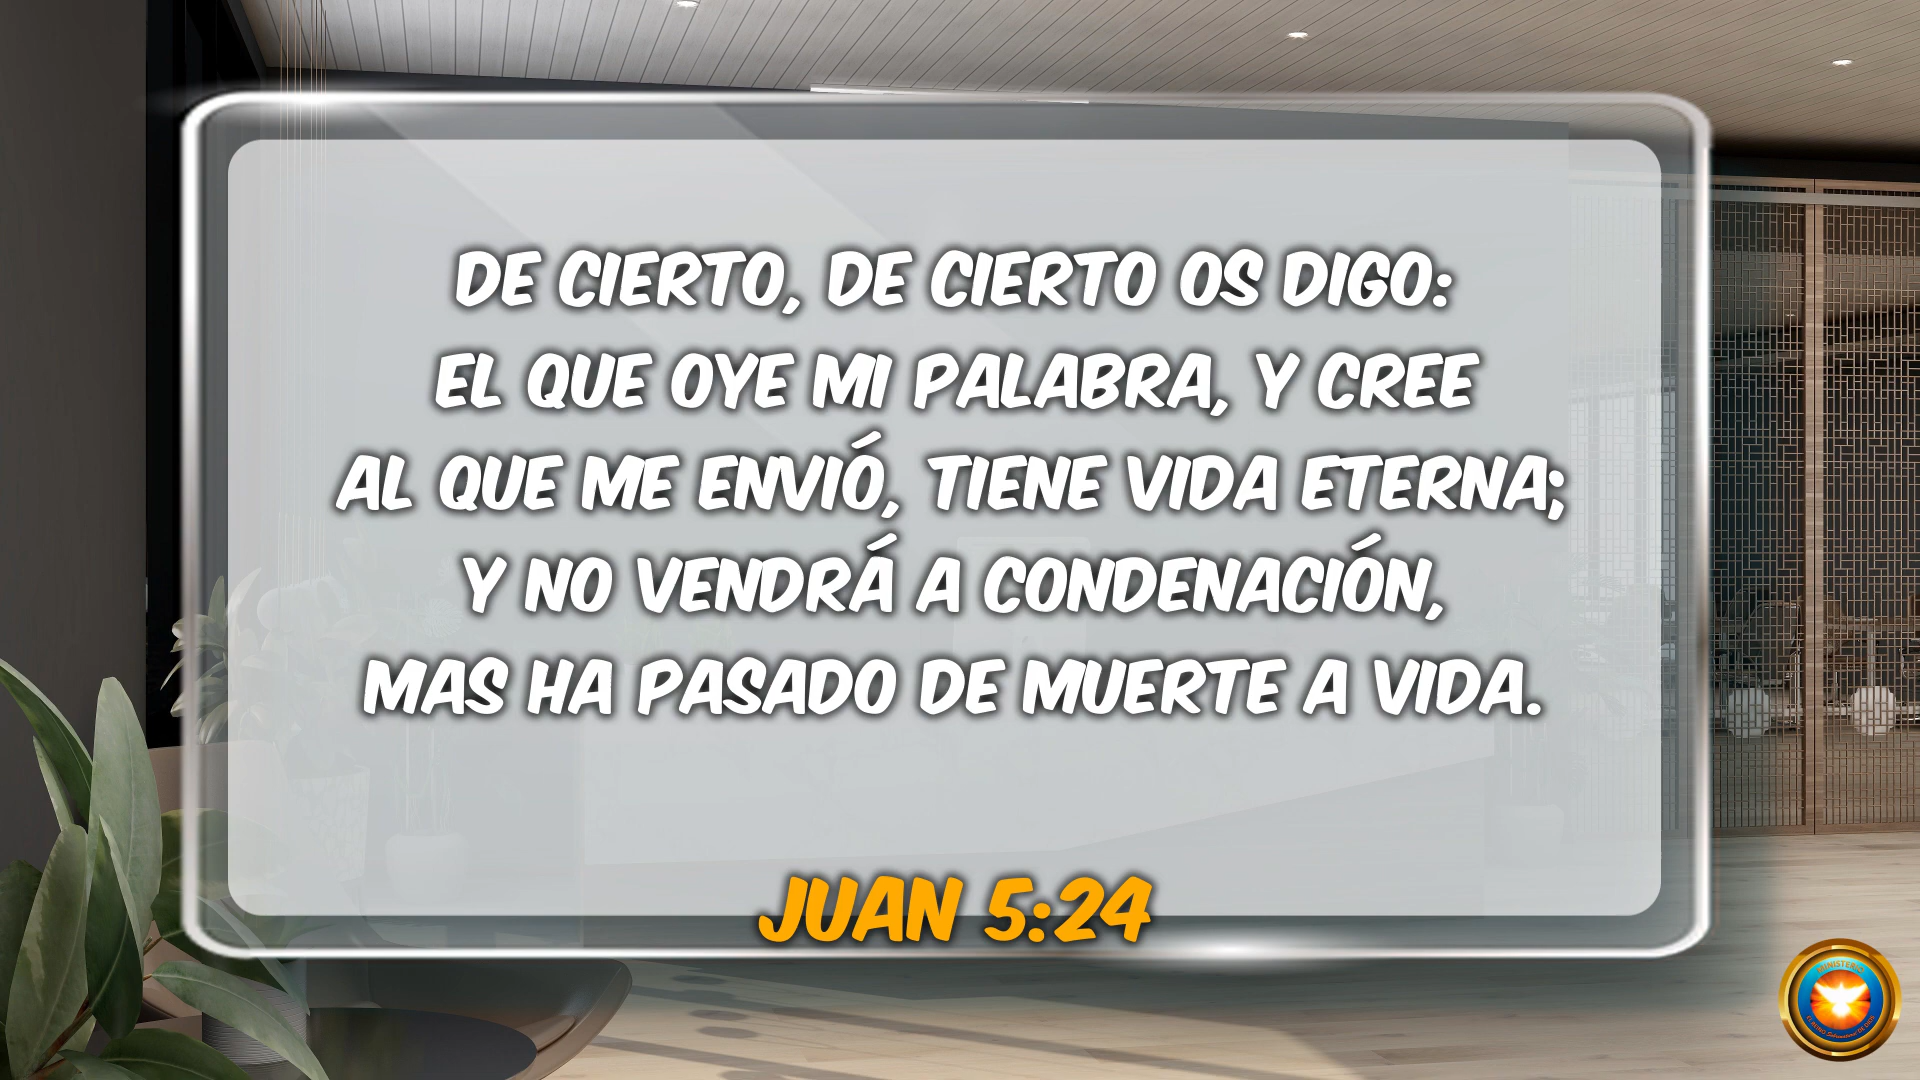 DE CIERTO, DE CIERTO OS DIGO:
EL QUE OYE MI PALABRA, Y CREE
AL QUE ME ENVIÓ, TIENE VIDA ETERNA;
Y NO VENDRÁ A CONDENACIÓN,
MAS HA PASADO DE MUERTE A VIDA.
JUAN 5:24
MINISTERIO